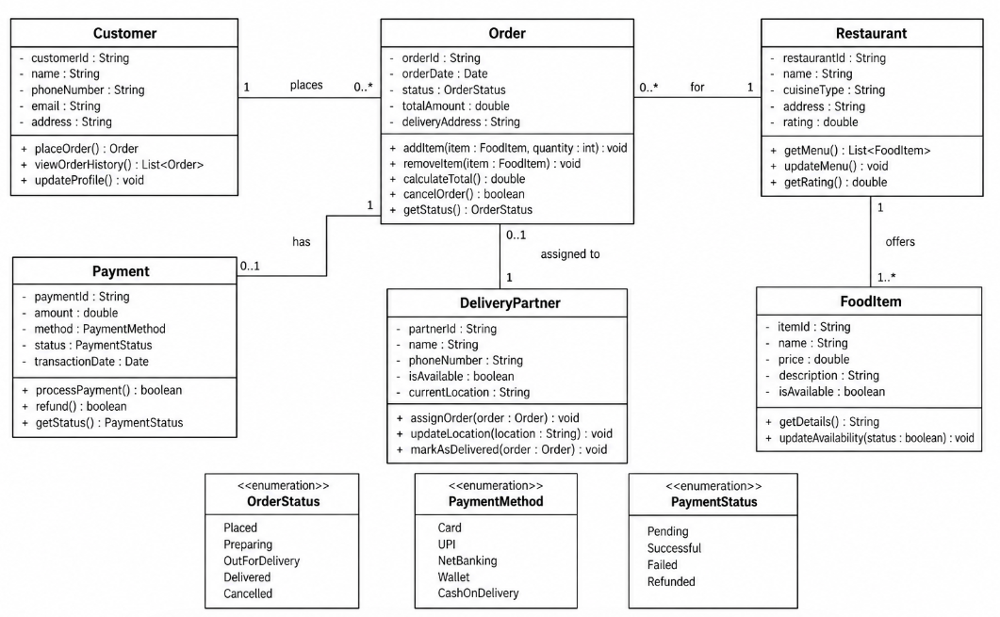 Customer
- customerId : String
- name : String
- phoneNumber : String
- email : String
- address : String
+ placeOrder() : Order
+ viewOrderHistory() : List<Order>
+ updateProfile() : void
1
places
0..*
Order
- orderId : String
- orderDate : Date
- status : OrderStatus
- totalAmount : double
- deliveryAddress : String
+ addItem(item : FoodItem, quantity : int) : void
+ removeItem(item : FoodItem) : void
+ calculateTotal() : double
+ cancelOrder() : boolean
+ getStatus() : OrderStatus
0..*
for
1
Restaurant
- restaurantId : String
- name : String
- cuisineType : String
- address : String
- rating : double
+ getMenu() : List<FoodItem>
+ updateMenu() : void
+ getRating() : double
1
has
0..1
0..1
assigned to
1
1
offers
1..*
Payment
- paymentId : String
- amount : double
- method : PaymentMethod
- status : PaymentStatus
- transactionDate : Date
+ processPayment() : boolean
+ refund() : boolean
+ getStatus() : PaymentStatus
DeliveryPartner
- partnerId : String
- name : String
- phoneNumber : String
- isAvailable : boolean
- currentLocation : String
+ assignOrder(order : Order) : void
+ updateLocation(location : String) : void
+ markAsDelivered(order : Order) : void
FoodItem
- itemId : String
- name : String
- price : double
- description : String
- isAvailable : boolean
+ getDetails() : String
+ updateAvailability(status : boolean) : void
<<enumeration>>
OrderStatus
Placed
Preparing
OutForDelivery
Delivered
Cancelled
<<enumeration>>
PaymentMethod
Card
UPI
NetBanking
Wallet
CashOnDelivery
<<enumeration>>
PaymentStatus
Pending
Successful
Failed
Refunded